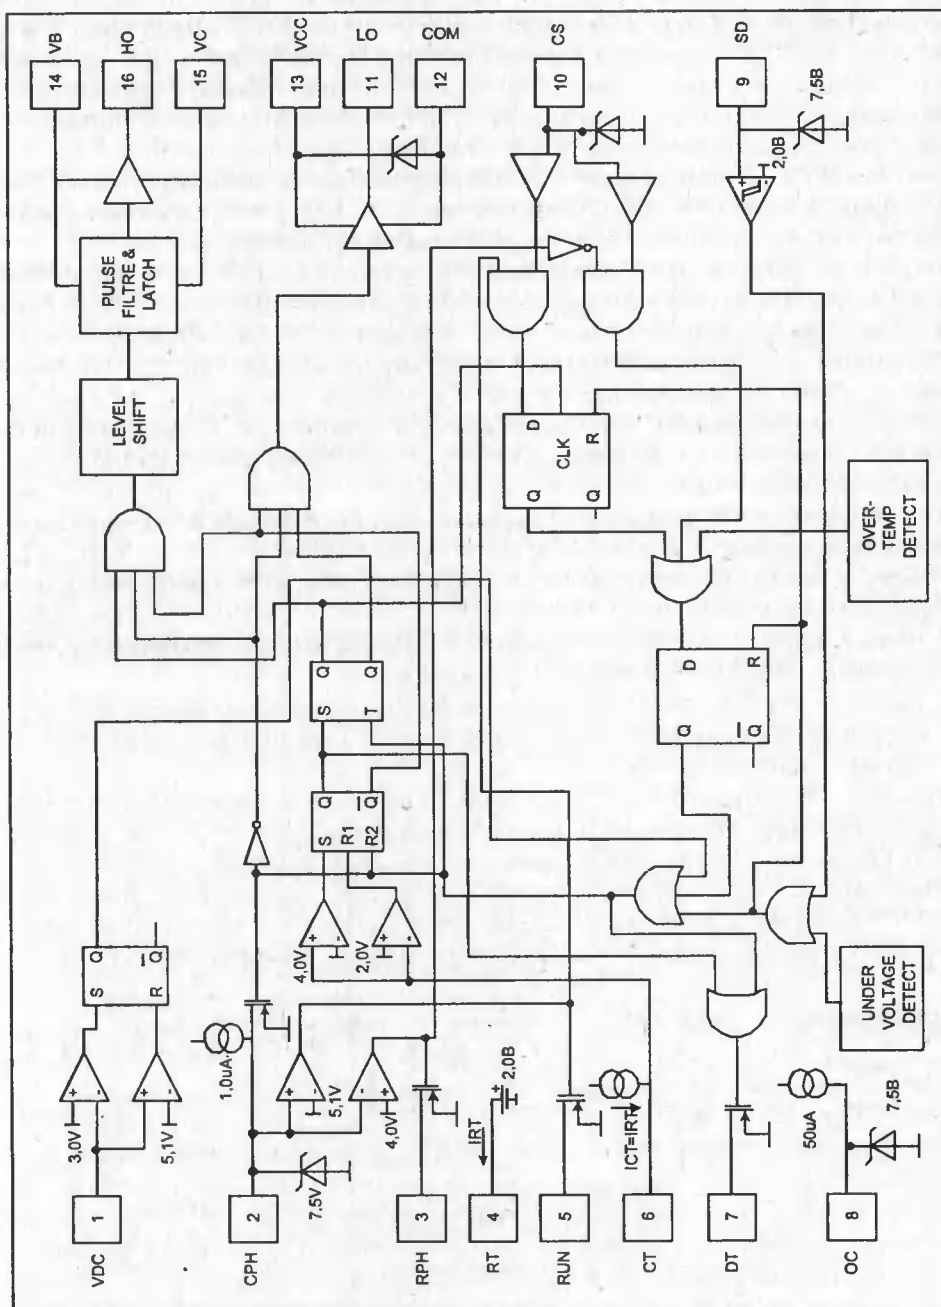 VDC
1
3,0V
5,1V
S
R
Q
Q
CPH
2
7.5V
1,0uA
5,1V
4,0V
RPH
3
RT
4
IRT
2,0B
RUN
5
CT
6
ICT=IRT
DT
7
OC
8
50uA
7,5B
4,0V
2,0V
S
R1
R2
Q
Q
S
T
Q
Q
UNDER
VOLTAGE
DETECT
Q
Q
D
R
Q
Q
D
CLK
R
OVER
TEMP
DETECT
LEVEL
SHIFT
PULSE
FILTRE &
LATCH
VB
14
HO
16
VC
15
VCC
13
LO
11
COM
12
CS
10
SD
9
2,0B
7,5B